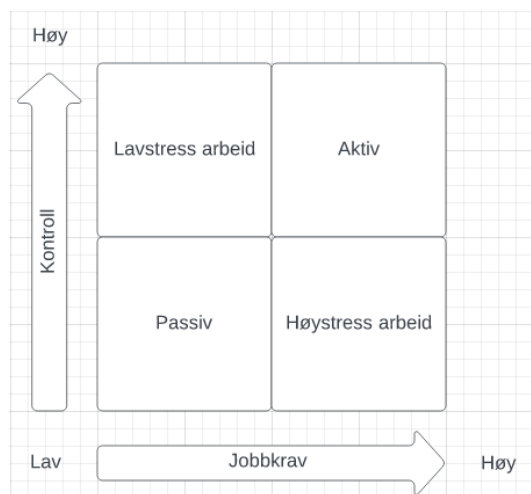 Høy
Lavstress arbeid
Aktiv
Kontroll
Passiv
Høystress arbeid
Lav
Jobbkrav
Høy